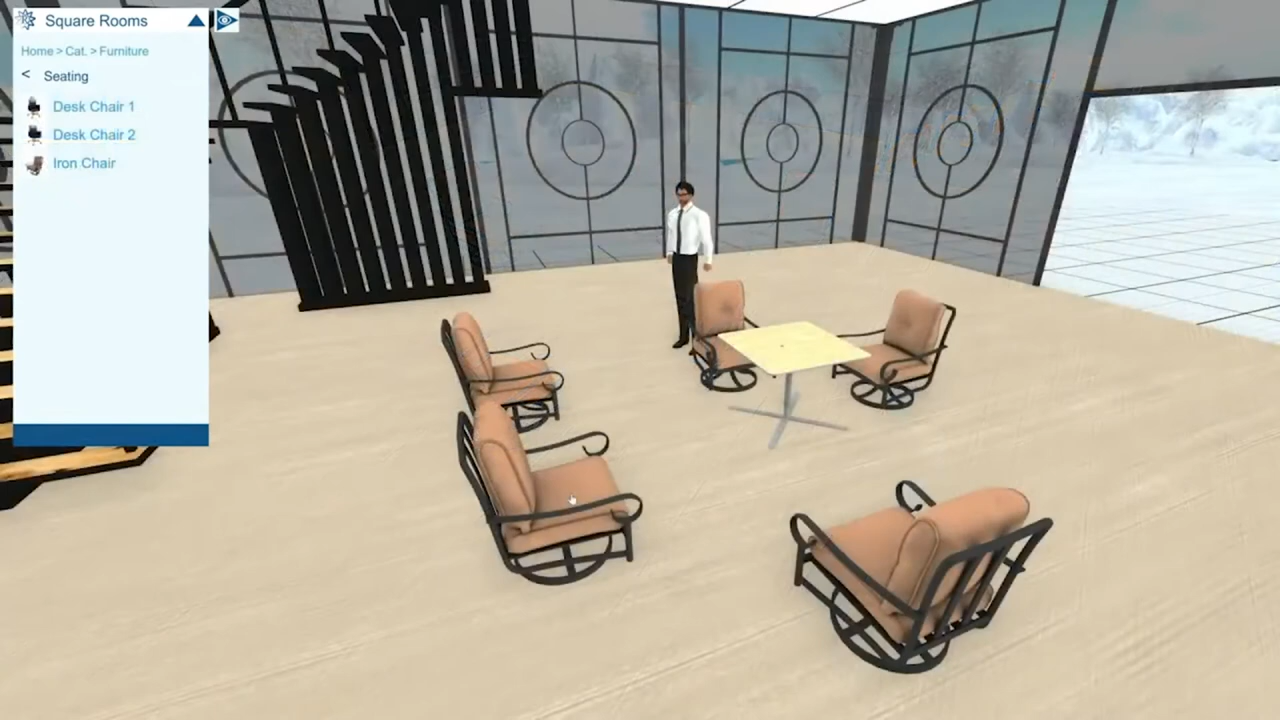 Square Rooms
Home > Cat. > Furniture
< Seating
Desk Chair 1
Desk Chair 2
Iron Chair